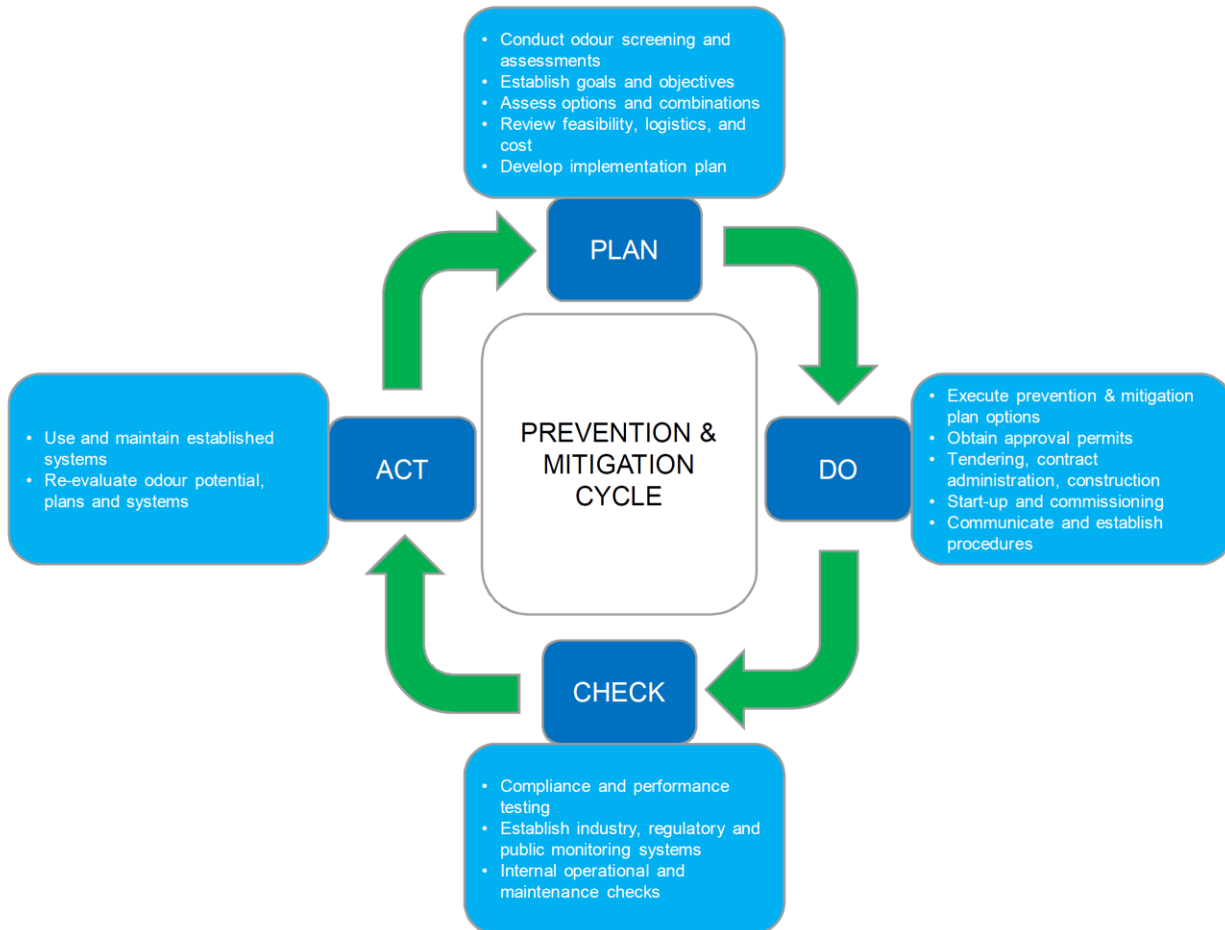 • Conduct odour screening and
assessments
• Establish goals and objectives
• Assess options and combinations
• Review feasibility, logistics, and
cost
• Develop implementation plan
PLAN
PREVENTION &
MITIGATION
CYCLE
DO
• Execute prevention & mitigation
plan options
• Obtain approval permits
• Tendering, contract
administration, construction
• Start-up and commissioning
• Communicate and establish
procedures
CHECK
• Compliance and performance
testing
• Establish industry, regulatory and
public monitoring systems
• Internal operational and
maintenance checks
ACT
• Use and maintain established
systems
• Re-evaluate odour potential,
plans and systems